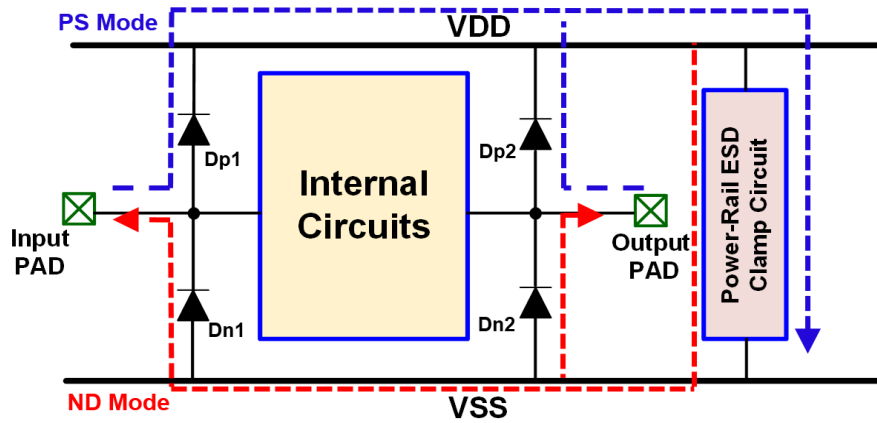 PS Mode
VDD
Dp1
Dp2
Internal
Circuits
Input
PAD
Output
PAD
Power-Rail ESD
Clamp Circuit
Dn1
Dn2
ND Mode
VSS